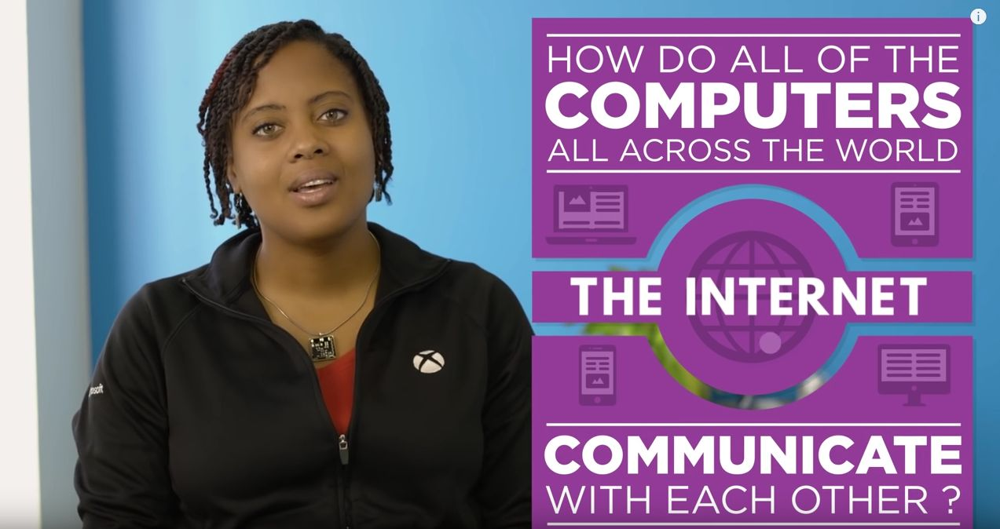 i
HOW DO ALL OF THE
COMPUTERS
ALL ACROSS THE WORLD
THE INTERNET
COMMUNICATE
WITH EACH OTHER ?